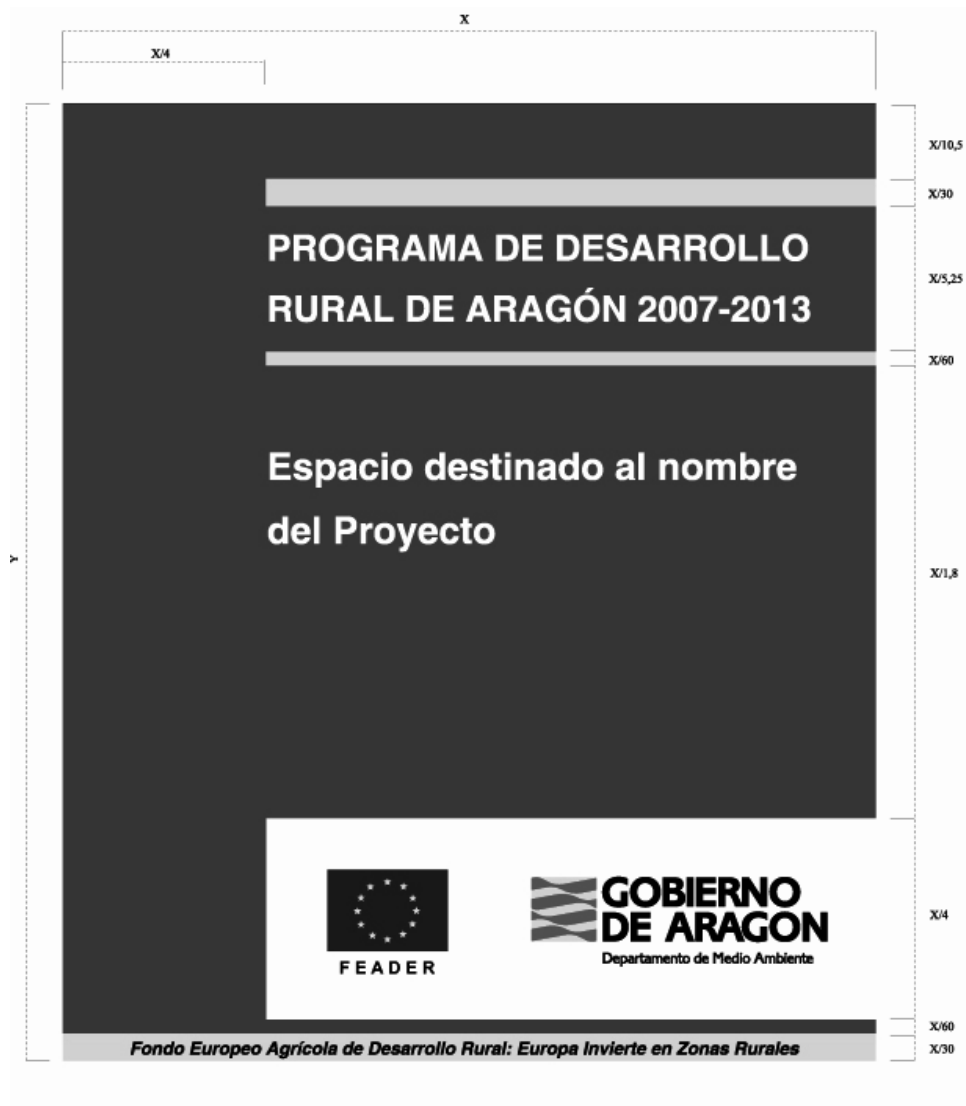 X
X/4
X/10,5
X/30
PROGRAMA DE DESARROLLO
RURAL DE ARAGÓN 2007-2013
X/5,25
X/60
Espacio destinado al nombre
del Proyecto
Y
X/1,8
GOBIERNO
DE ARAGON
Departamento de Medio Ambiente
FEADER
X/4
X/60
Fondo Europeo Agrícola de Desarrollo Rural: Europa Invierte en Zonas Rurales
X/30